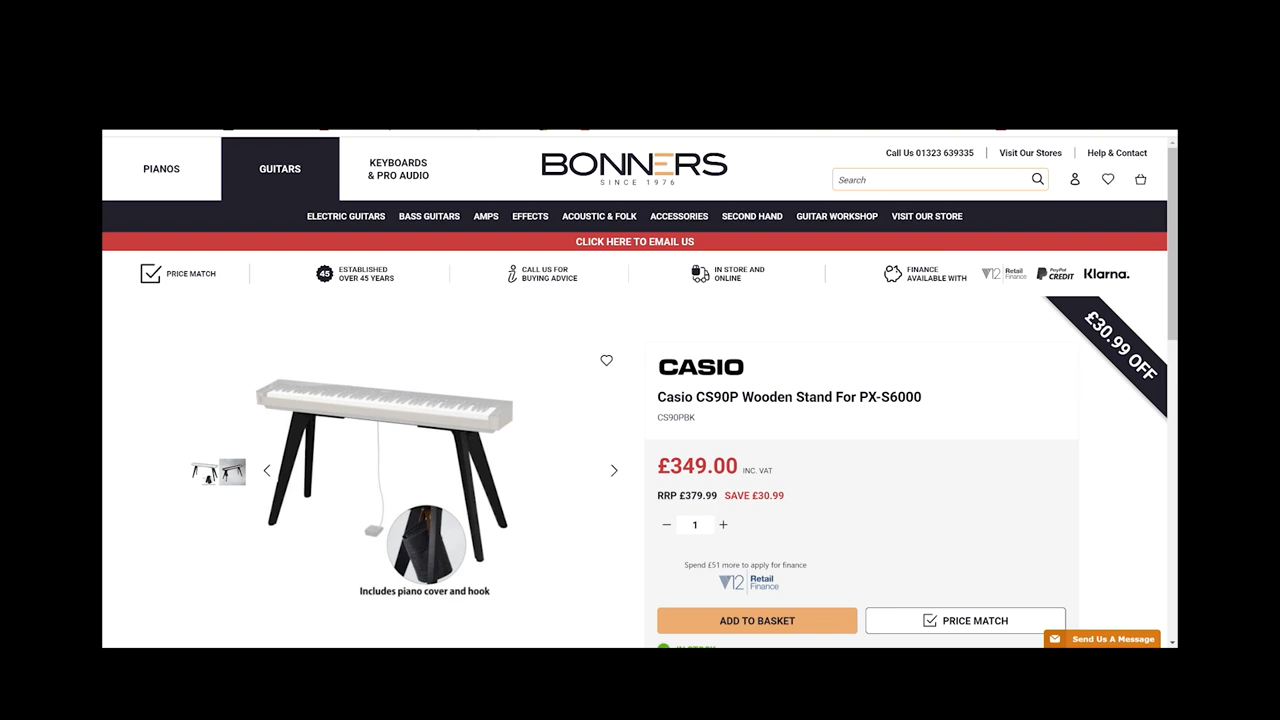 PIANOS
GUITARS
KEYBOARDS
& PRO AUDIO
BONNERS
SINCE 1976
Call Us 01323 639335
Visit Our Stores
Help & Contact
Search
ELECTRIC GUITARS
BASS GUITARS
AMPS
EFFECTS
ACOUSTIC & FOLK
ACCESSORIES
SECOND HAND
GUITAR WORKSHOP
VISIT OUR STORE
CLICK HERE TO EMAIL US
PRICE MATCH
45
ESTABLISHED
OVER 45 YEARS
CALL US FOR
BUYING ADVICE
IN STORE AND
ONLINE
FINANCE
AVAILABLE WITH
V12 Retail
Finance
PayPal
CREDIT
Klarna.
£30.99 OFF
CASIO
Casio CS90P Wooden Stand For PX-S6000
CS90PBK
£349.00 INC. VAT
RRP £379.99 SAVE £30.99
1
Spend £51 more to apply for finance
V12 Retail
Finance
Includes piano cover and hook
ADD TO BASKET
PRICE MATCH
Send Us A Message